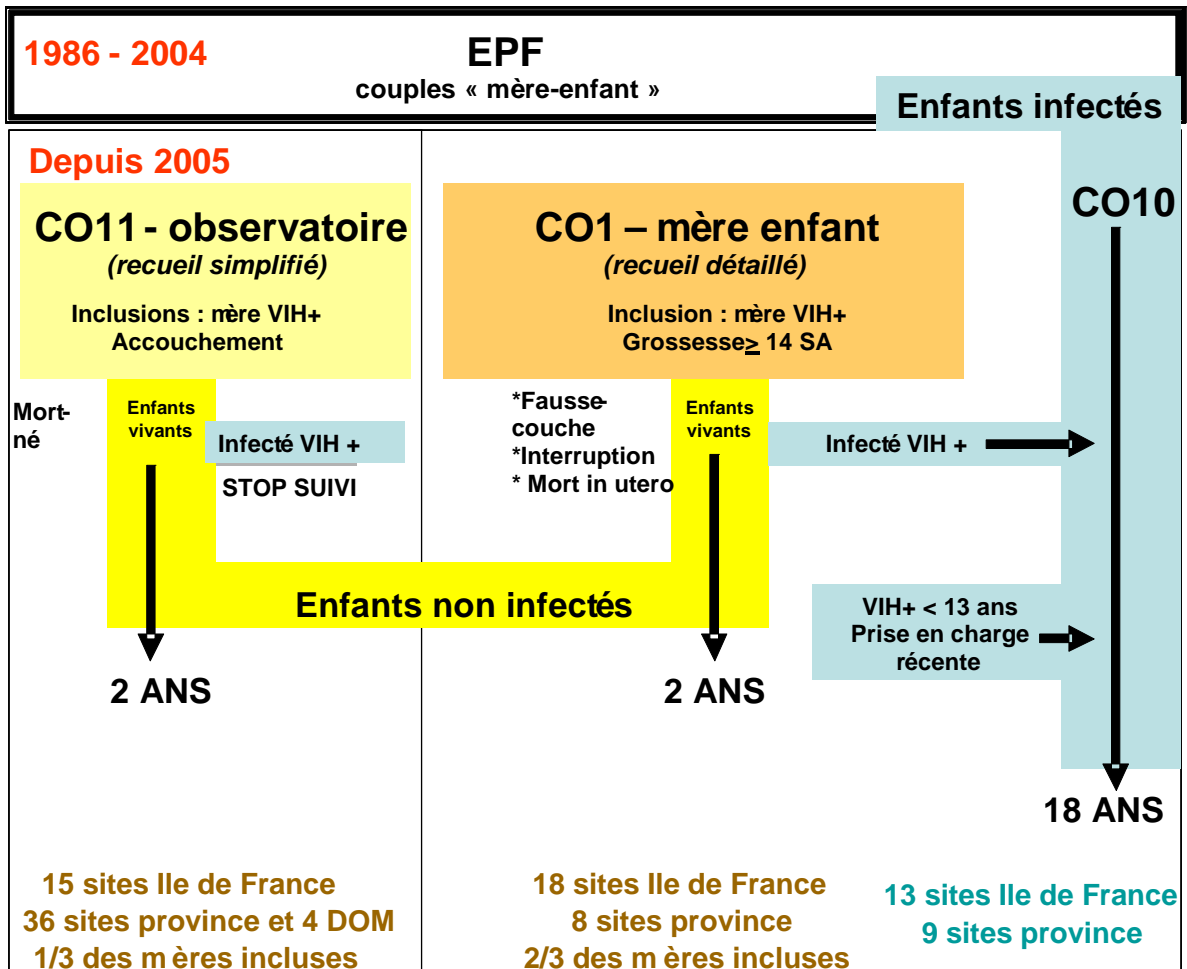 1986 - 2004
EPF
couples « mère-enfant »
Enfants infectés
Depuis 2005
CO11 - observatoire
(recueil simplifié)
Inclusions : mère VIH+
Accouchement
CO1 – mère enfant
(recueil détaillé)
Inclusion : mère VIH+
Grossesse ≥ 14 SA
CO10
Mort-
né
Enfants
vivants
Infecté VIH +
STOP SUIVI
*Fausse-
couche
*Interruption
* Mort in utero
Enfants
vivants
Infecté VIH +
Enfants non infectés
VIH+ < 13 ans
Prise en charge
récente
2 ANS
2 ANS
18 ANS
15 sites Ile de France
36 sites province et 4 DOM
1/3 des m ères incluses
18 sites Ile de France
8 sites province
2/3 des m ères incluses
13 sites Ile de France
9 sites province